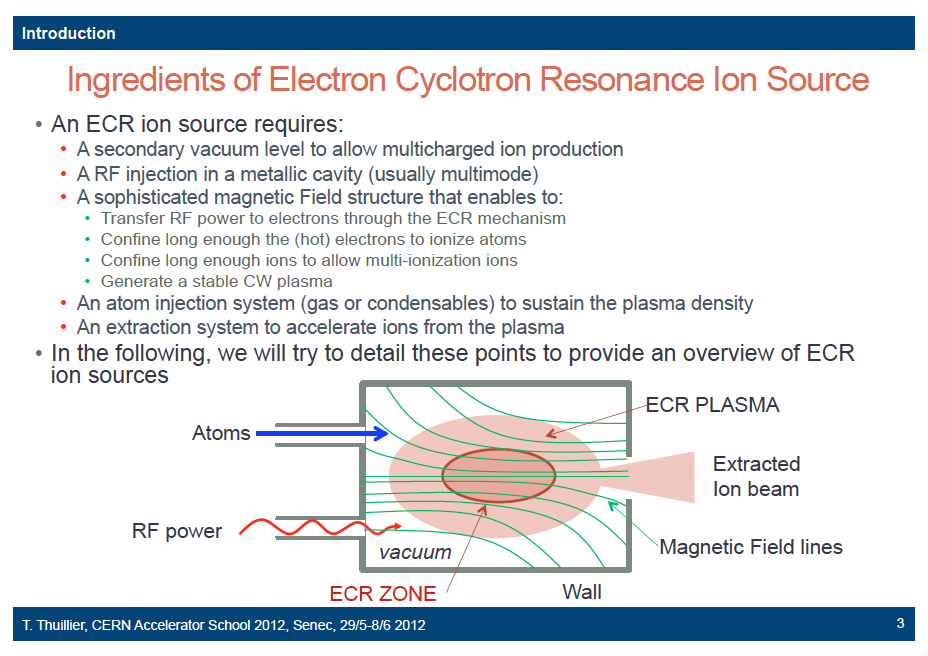 Introduction
Ingredients of Electron Cyclotron Resonance Ion Source
• An ECR ion source requires:
• A secondary vacuum level to allow multicharged ion production
• A RF injection in a metallic cavity (usually multimode)
• A sophisticated magnetic Field structure that enables to:
• Transfer RF power to electrons through the ECR mechanism
• Confine long enough the (hot) electrons to ionize atoms
• Confine long enough ions to allow multi-ionization ions
• Generate a stable CW plasma
• An atom injection system (gas or condensables) to sustain the plasma density
• An extraction system to accelerate ions from the plasma
• In the following, we will try to detail these points to provide an overview of ECR
ion sources
ECR PLASMA
Atoms
Extracted
Ion beam
RF power
vacuum
Magnetic Field lines
ECR ZONE
Wall
T. Thuillier, CERN Accelerator School 2012, Senec, 29/5-8/6 2012
3